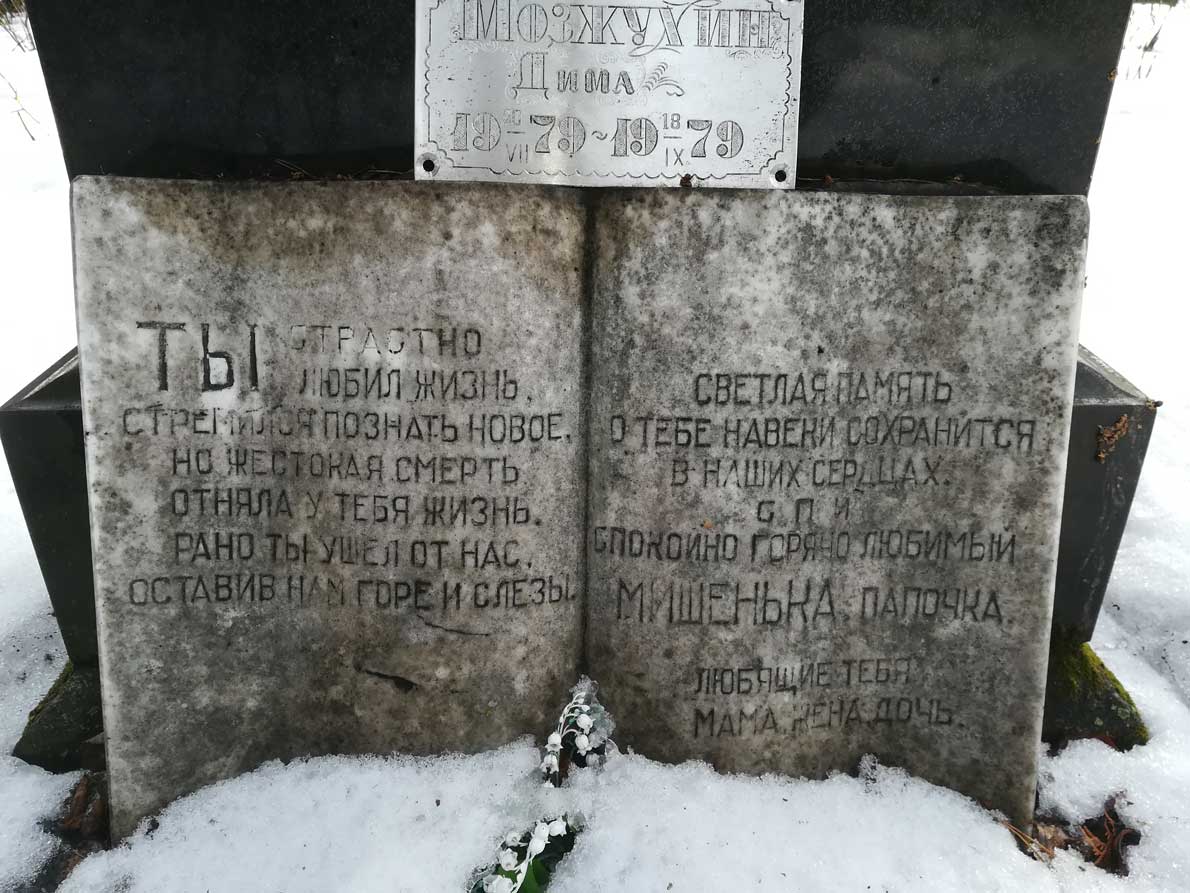 Мозжухин
Дима
19 20/VII 79 ~ 19 18/IX 79
ТЫ СТРАСТНО
ЛЮБИЛ ЖИЗНЬ,
СТРЕМИЛСЯ ПОЗНАТЬ НОВОЕ,
НО ЖЕСТОКАЯ СМЕРТЬ
ОТНЯЛА У ТЕБЯ ЖИЗНЬ.
РАНО ТЫ УШЕЛ ОТ НАС,
ОСТАВИВ НАМ ГОРЕ И СЛЕЗЫ.
СВЕТЛАЯ ПАМЯТЬ
О ТЕБЕ НАВЕКИ СОХРАНИТСЯ
В НАШИХ СЕРДЦАХ.
С П И
СПОКОЙНО ГОРЯЧО ЛЮБИМЫЙ
МИШЕНЬКА, ПАПОЧКА.
ЛЮБЯЩИЕ ТЕБЯ
МАМА, ЖЕНА, ДОЧЬ.